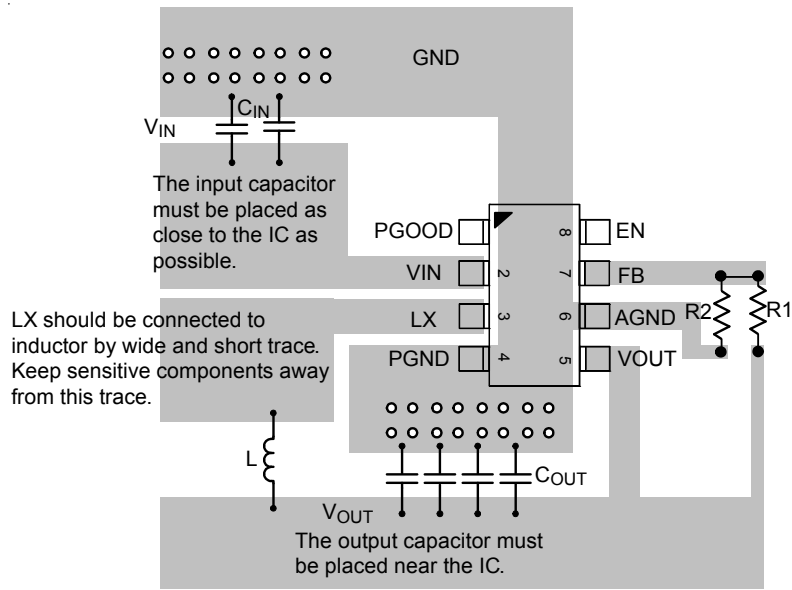 GND
CIN
VIN
The input capacitor
must be placed as
close to the IC as
possible.
PGOOD
8
EN
VIN
2
7
FB
LX should be connected to
inductor by wide and short trace.
Keep sensitive components away
from this trace.
LX
3
6
AGND
R2
R1
PGND
4
5
VOUT
L
COUT
VOUT
The output capacitor must
be placed near the IC.